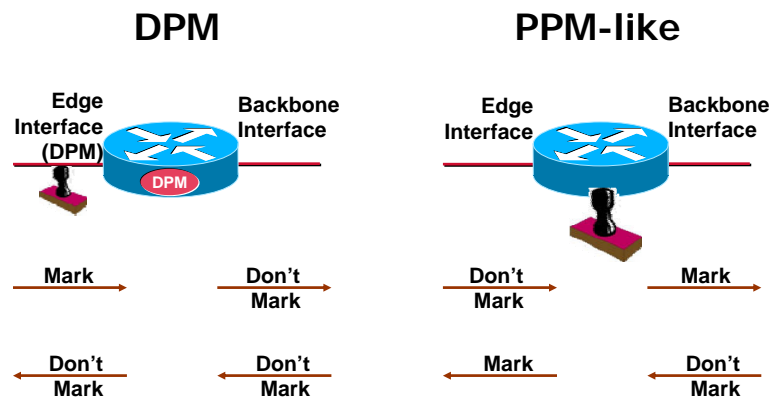 DPM
Edge
Interface
(DPM)
Backbone
Interface
DPM
Mark
Don't
Mark
Don't
Mark
Don't
Mark
PPM-like
Edge
Interface
Backbone
Interface
Don't
Mark
Mark
Mark
Don't
Mark